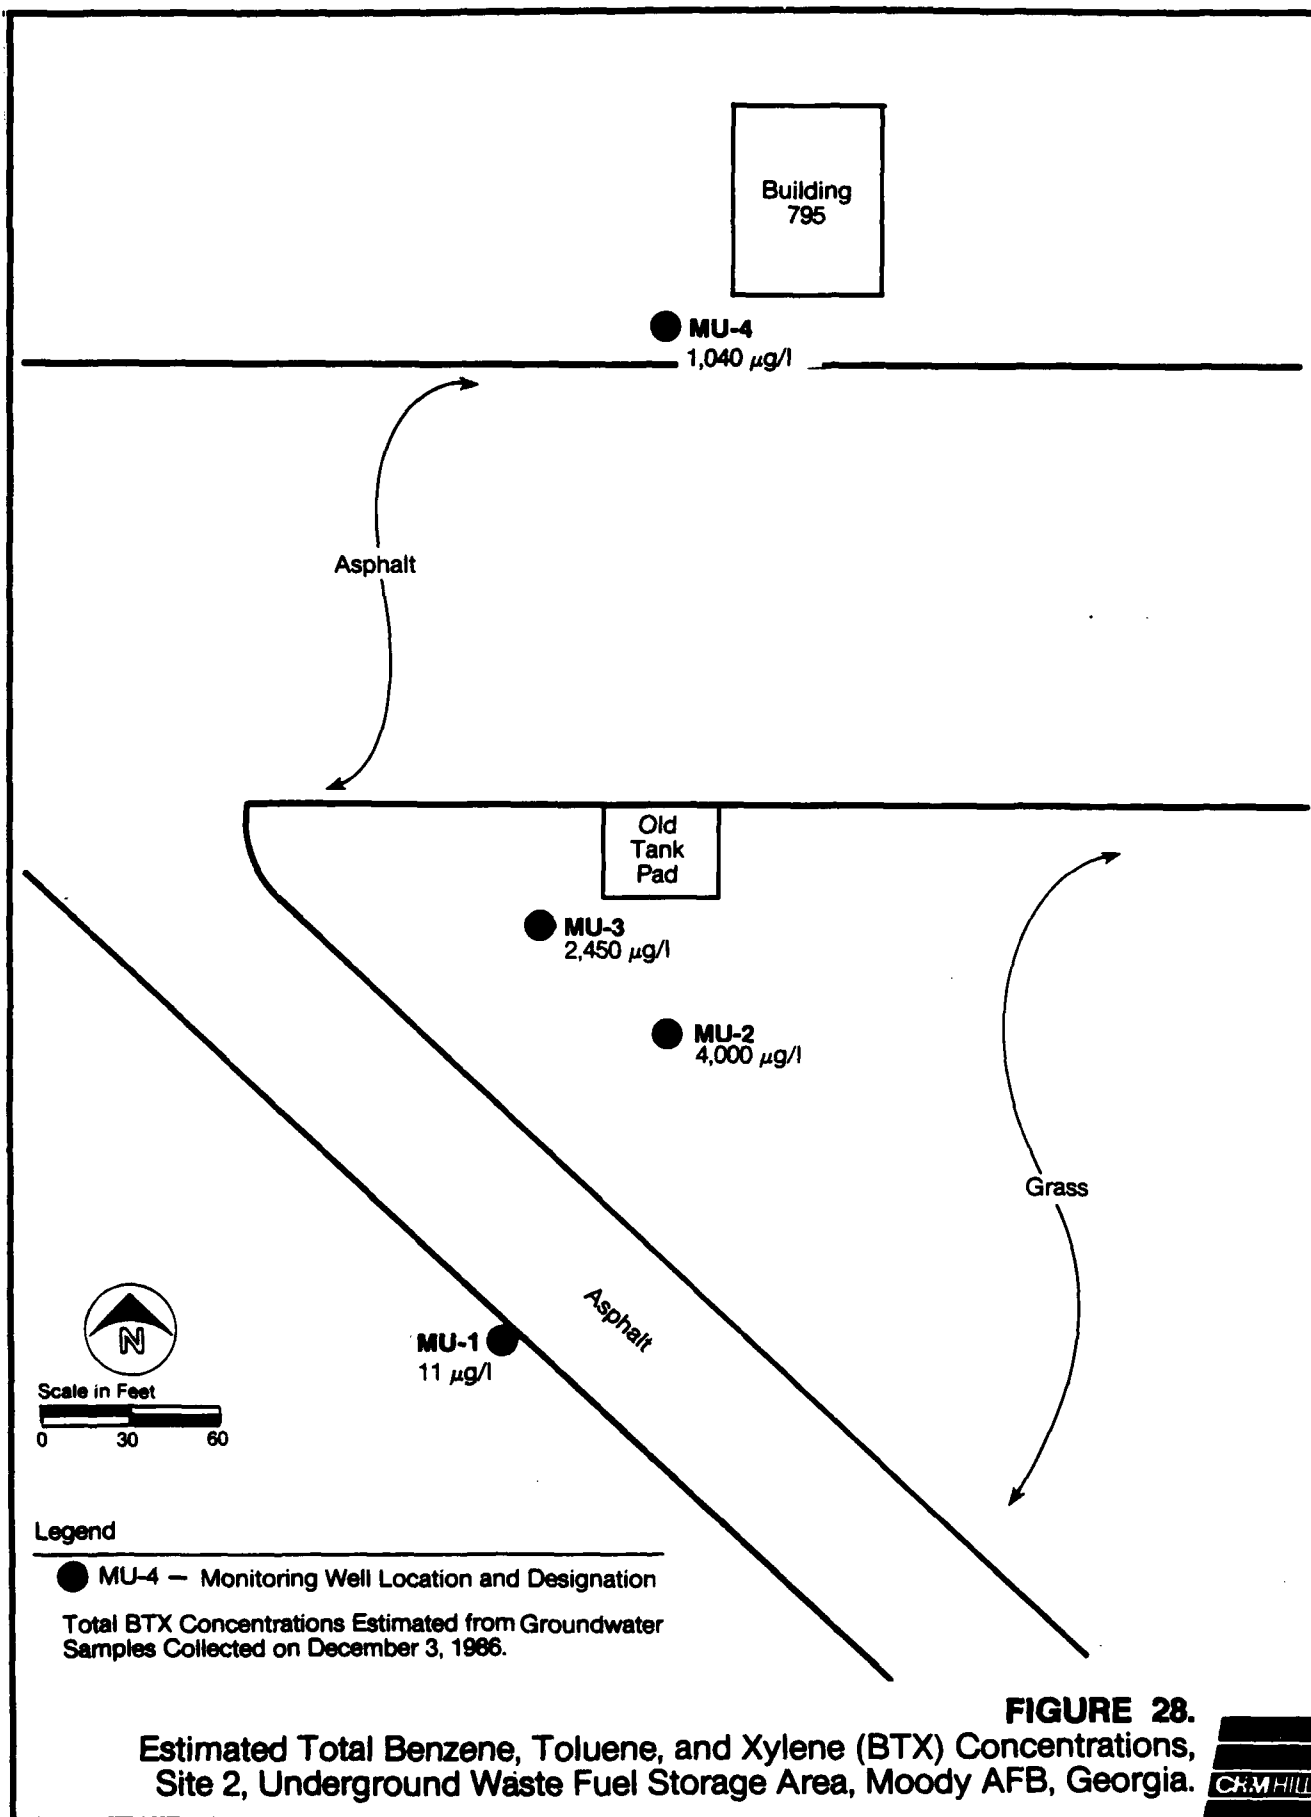 Building
795
MU-4
1,040 µg/l
Asphalt
Old
Tank
Pad
MU-3
2,450 µg/l
MU-2
4,000 µg/l
Grass
Asphalt
MU-1
11 µg/l
N
Scale in Feet
0 30 60
Legend
MU-4 — Monitoring Well Location and Designation
Total BTX Concentrations Estimated from Groundwater
Samples Collected on December 3, 1986.
FIGURE 28.
Estimated Total Benzene, Toluene, and Xylene (BTX) Concentrations,
Site 2, Underground Waste Fuel Storage Area, Moody AFB, Georgia.
CH2M HILL